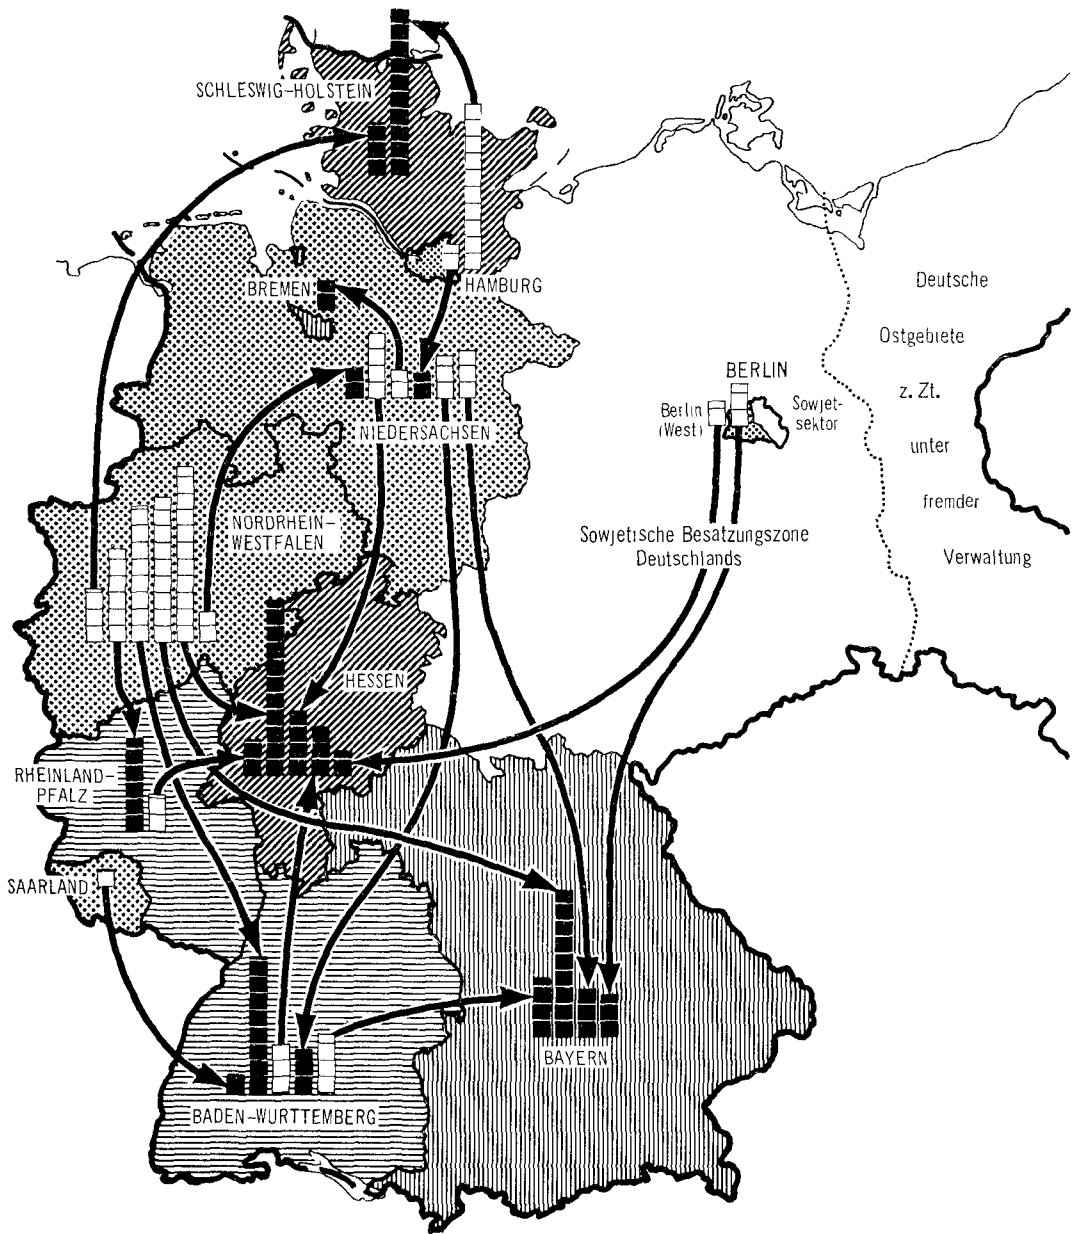 SCHLESWIG-HOLSTEIN
HAMBURG
BREMEN
NIEDERSACHSEN
NORDRHEIN-
WESTFALEN
HESSEN
RHEINLAND-
PFALZ
SAARLAND
BADEN-WURTTEMBERG
BAYERN
BERLIN
Berlin
(West)
Sowjet-
sektor
Sowjetische Besatzungszone
Deutschlands
Deutsche
Ostgebiete
z. Zt.
unter
fremder
Verwaltung